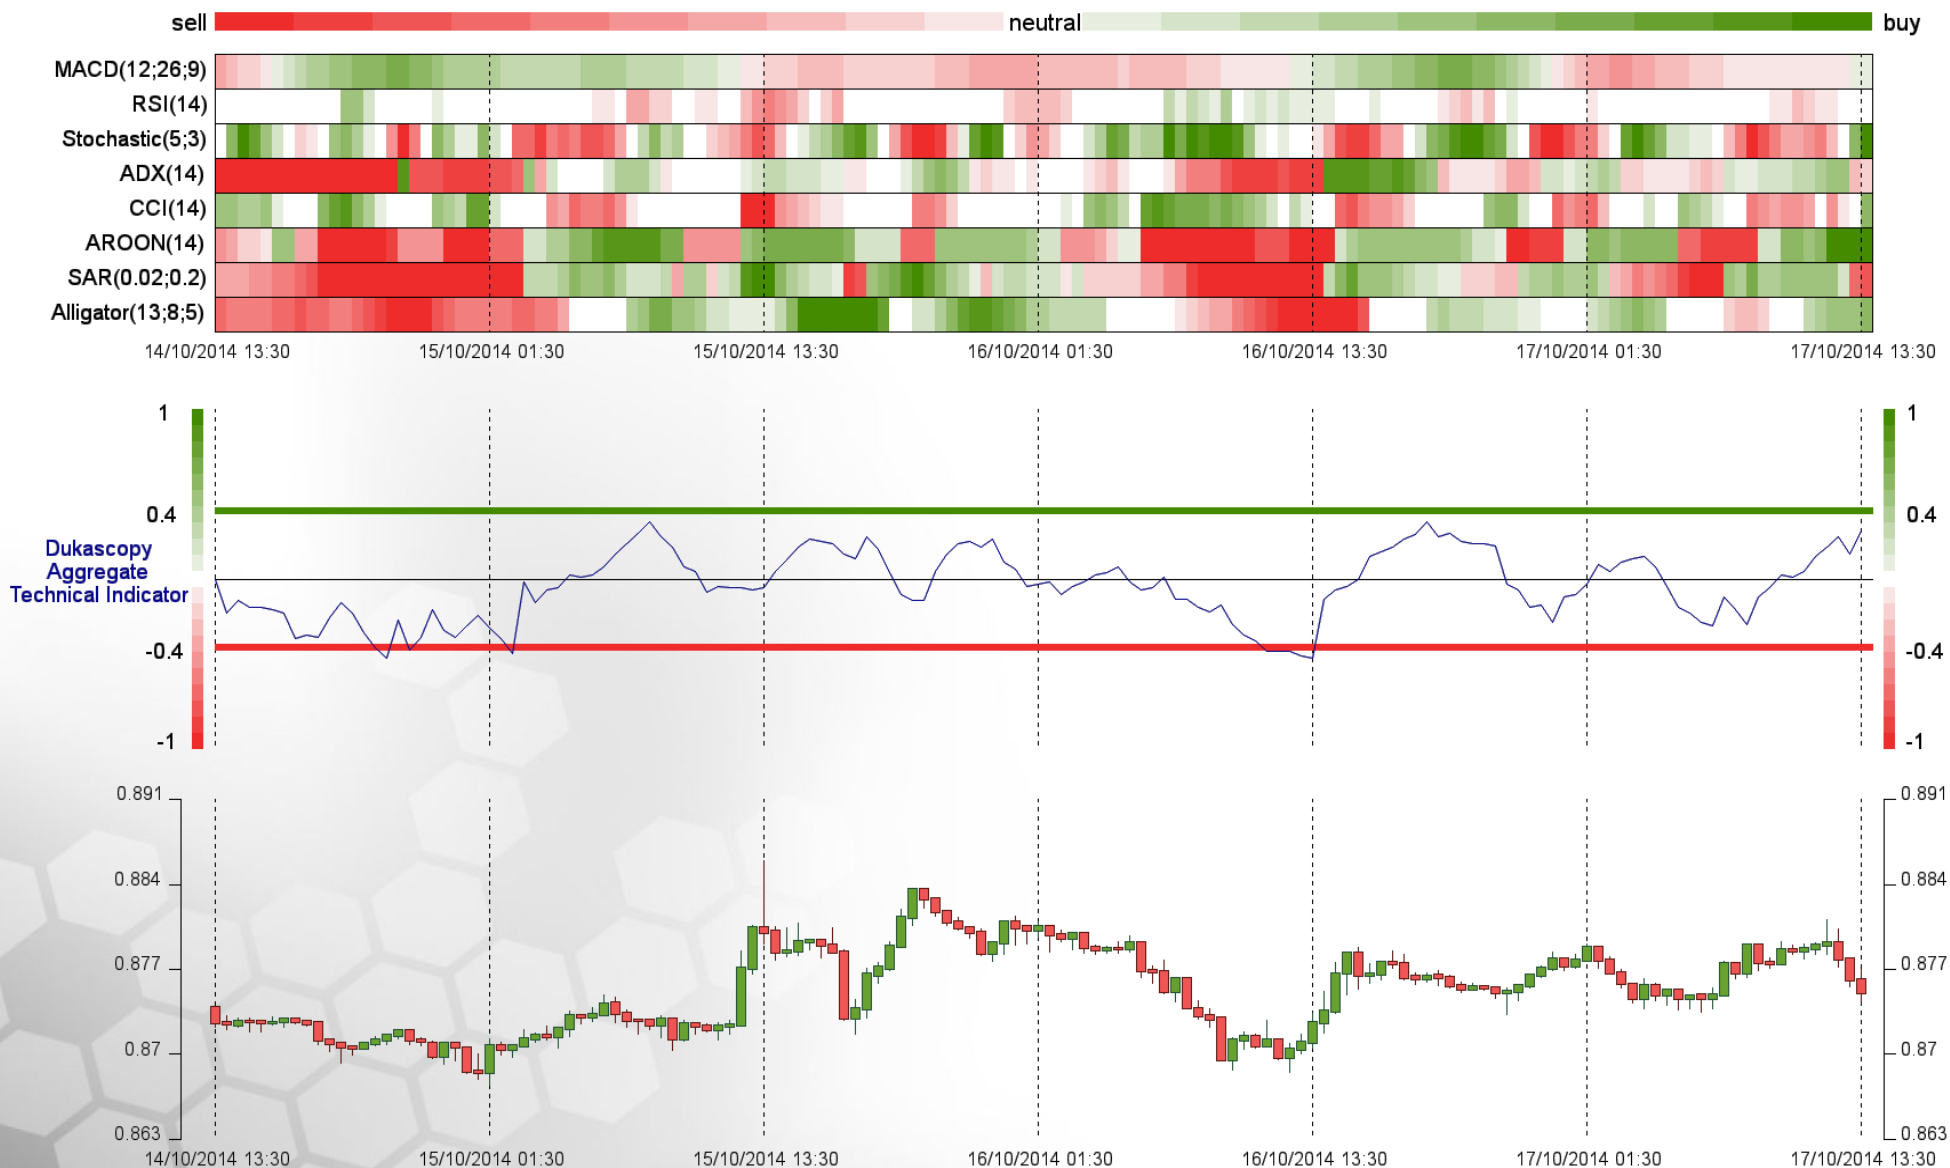 sell neutral buy
MACD(12;26;9)
RSI(14)
Stochastic(5;3)
ADX(14)
CCI(14)
AROON(14)
SAR(0.02;0.2)
Alligator(13;8;5)
14/10/2014 13:30 15/10/2014 01:30 15/10/2014 13:30 16/10/2014 01:30 16/10/2014 13:30 17/10/2014 01:30 17/10/2014 13:30
1 1
0.4 0.4
Dukascopy
Aggregate
Technical Indicator
-0.4 -0.4
-1 -1
0.891 0.891
0.884 0.884
0.877 0.877
0.87 0.87
0.863 0.863
14/10/2014 13:30 15/10/2014 01:30 15/10/2014 13:30 16/10/2014 01:30 16/10/2014 13:30 17/10/2014 01:30 17/10/2014 13:30